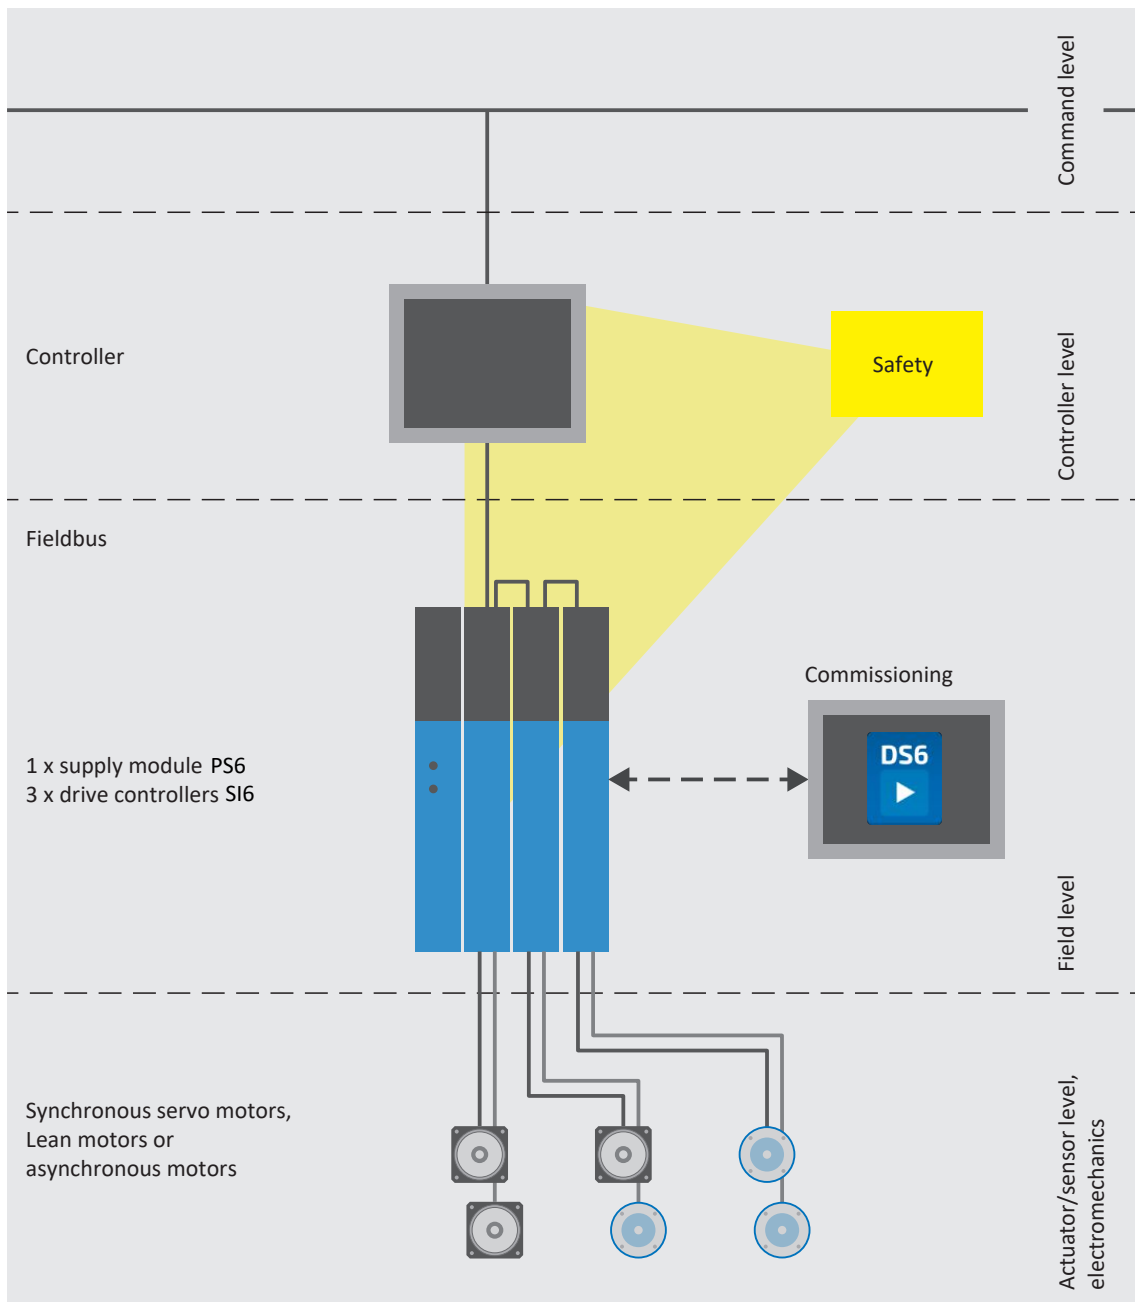 Command level
Controller
Safety
Controller level
Fieldbus
Commissioning
DS6
1 x supply module PS6
3 x drive controllers SI6
Field level
Synchronous servo motors,
Lean motors or
asynchronous motors
Actuator/sensor level,
electromechanics